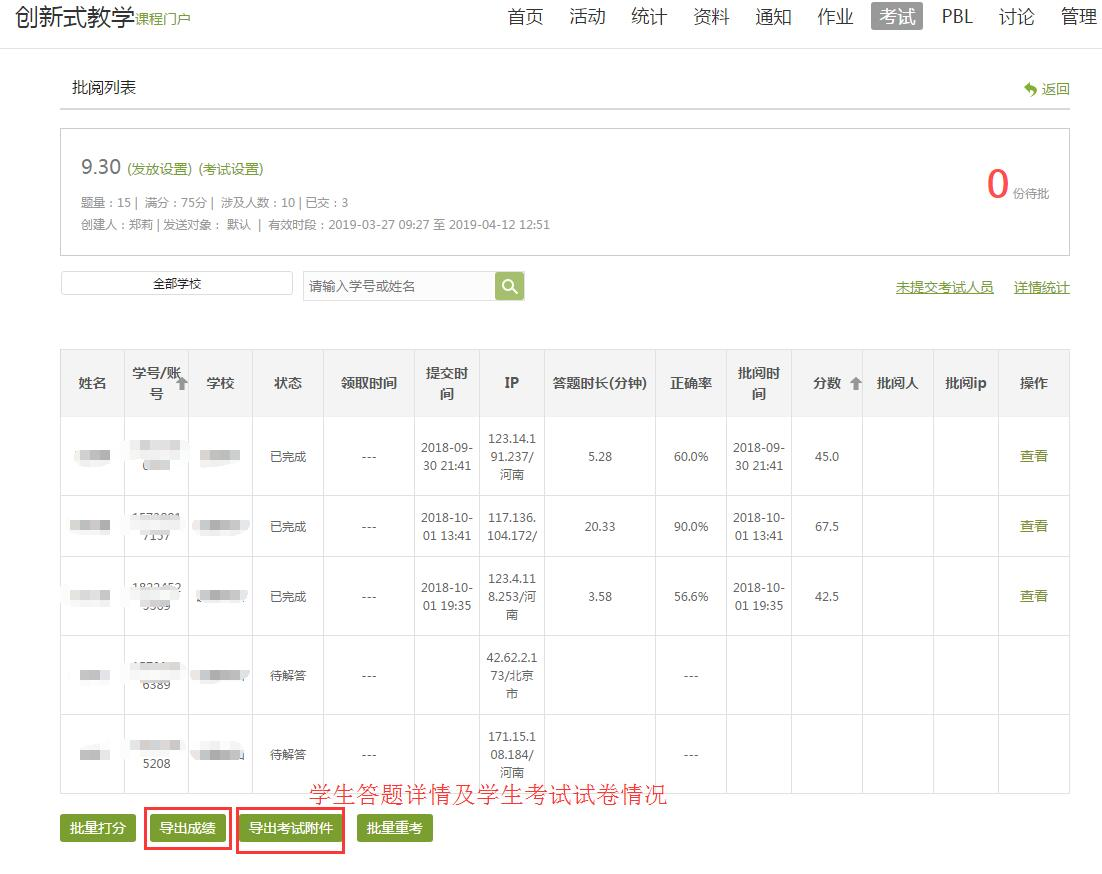 创新式教学课程门户 首页 活动 统计 资料 通知 作业 考试 PBL 讨论 管理
批阅列表 返回
9.30 (发放设置) (考试设置)
题量：15 | 满分：75分 | 涉及人数：10 | 已交：3
0 份待批
创建人：郑莉 | 发送对象： 默认 | 有效时段：2019-03-27 09:27 至 2019-04-12 12:51
全部学校 请输入学号或姓名 未提交考试人员 详情统计
姓名 学号/账号 学校 状态 领取时间 提交时间 IP 答题时长(分钟) 正确率 批阅时间 分数 批阅人 批阅ip 操作
已完成 --- 2018-09-30 21:41 123.14.191.237/河南 5.28 60.0% 2018-09-30 21:41 45.0 查看
已完成 --- 2018-10-01 13:41 117.136.104.172/ 20.33 90.0% 2018-10-01 13:41 67.5 查看
已完成 --- 2018-10-01 19:35 123.4.118.253/河南 3.58 56.6% 2018-10-01 19:35 42.5 查看
6389 待解答 --- 42.62.2.173/北京市 ---
5208 待解答 --- 171.15.108.184/河南 ---
学生答题详情及学生考试试卷情况
批量打分 导出成绩 导出考试附件 批量重考